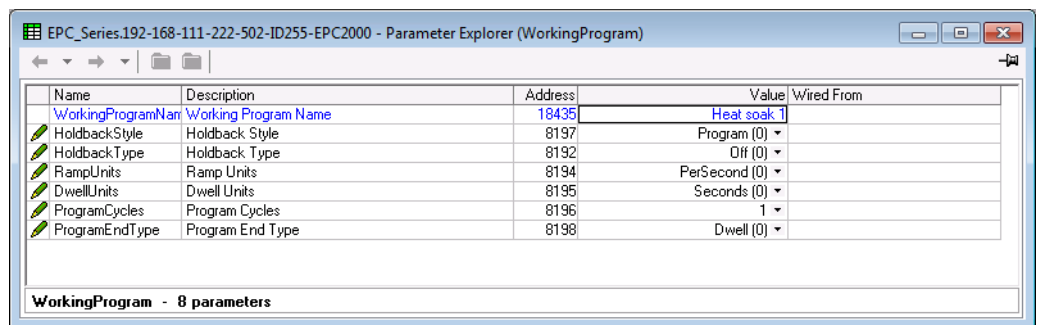 EPC_Series.192-168-111-222-502-ID255-EPC2000 - Parameter Explorer (WorkingProgram)
Name Description Address Value Wired From
WorkingProgramNam Working Program Name 18435 Heat soak 1
HoldbackStyle Holdback Style 8197 Program (0)
HoldbackType Holdback Type 8192 Off (0)
RampUnits Ramp Units 8194 PerSecond (0)
DwellUnits Dwell Units 8195 Seconds (0)
ProgramCycles Program Cycles 8196 1
ProgramEndType Program End Type 8198 Dwell (0)
WorkingProgram - 8 parameters